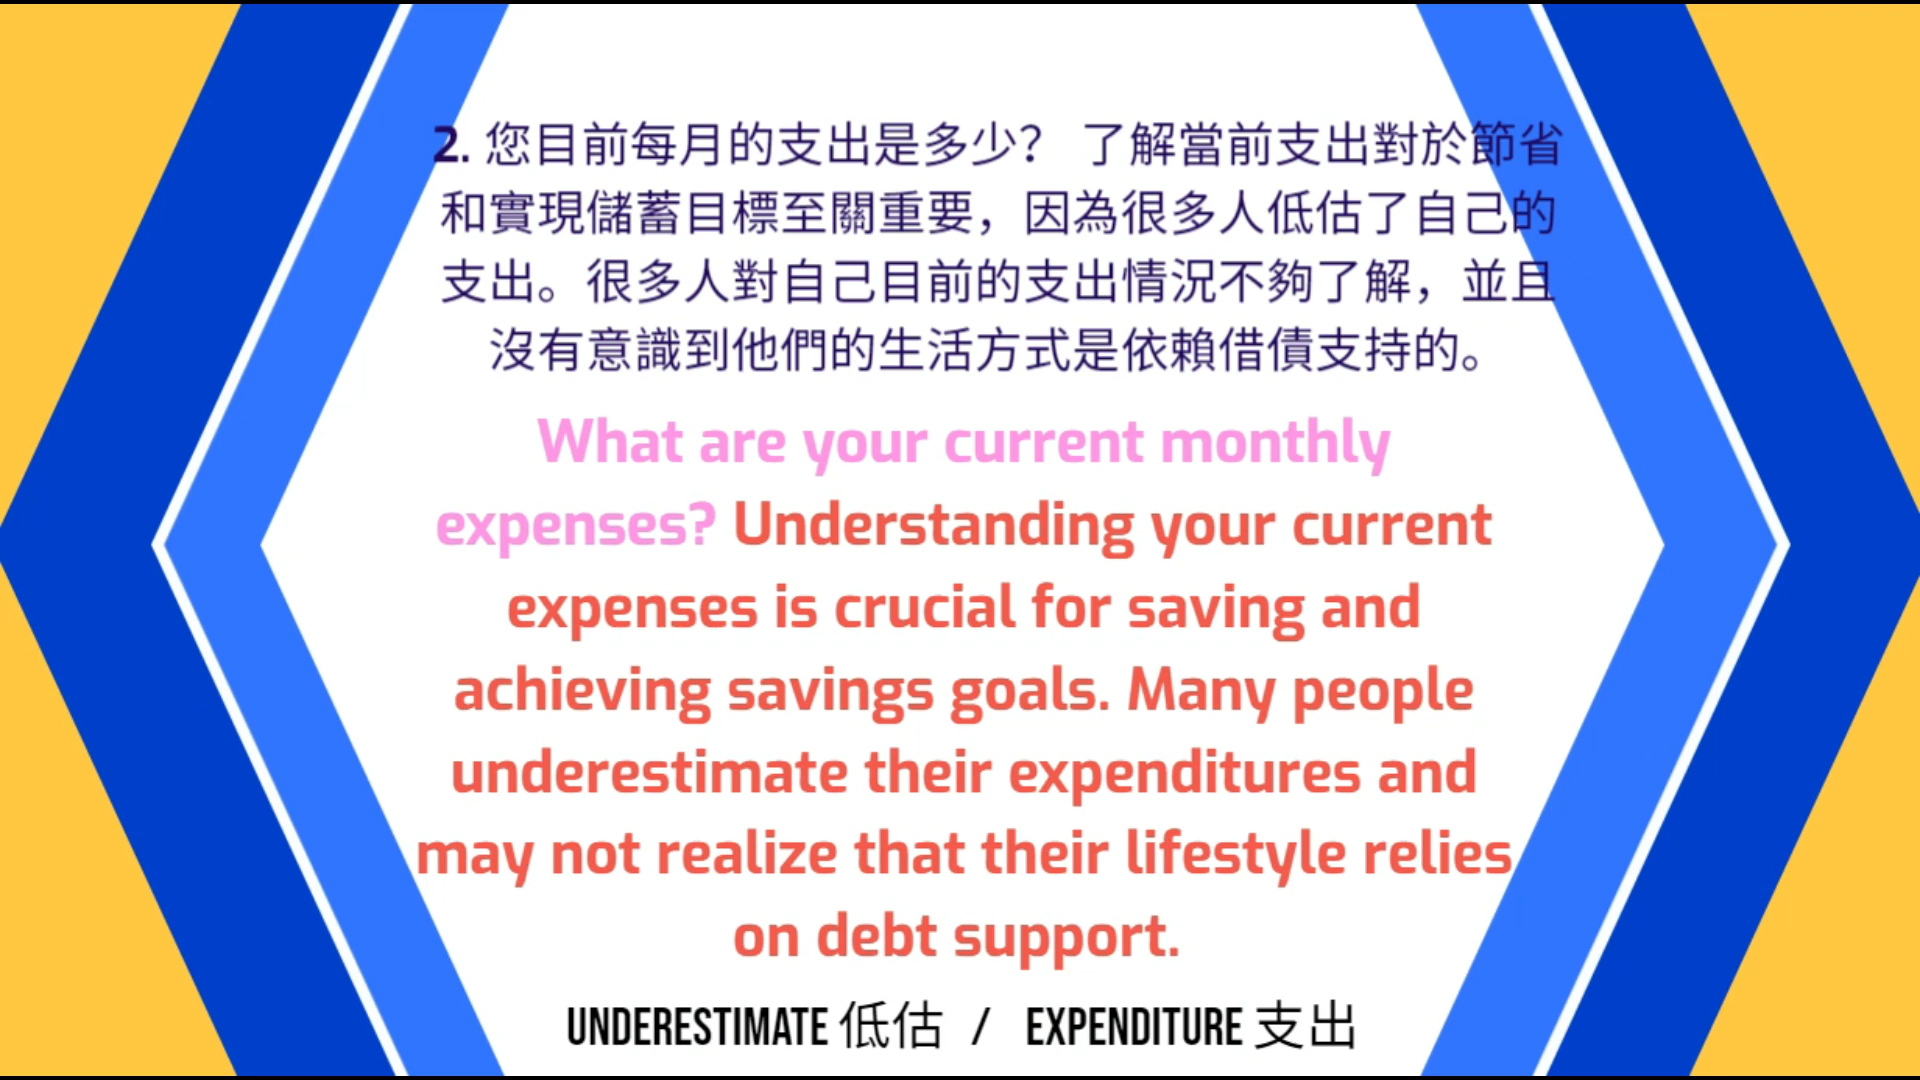 2. 您目前每月的支出是多少？ 了解當前支出對於節省
和實現儲蓄目標至關重要，因為很多人低估了自己的
支出。很多人對自己目前的支出情況不夠了解，並且
沒有意識到他們的生活方式是依賴借債支持的。
What are your current monthly
expenses? Understanding your current
expenses is crucial for saving and
achieving savings goals. Many people
underestimate their expenditures and
may not realize that their lifestyle relies
on debt support.
UNDERESTIMATE 低估 / EXPENDITURE 支出